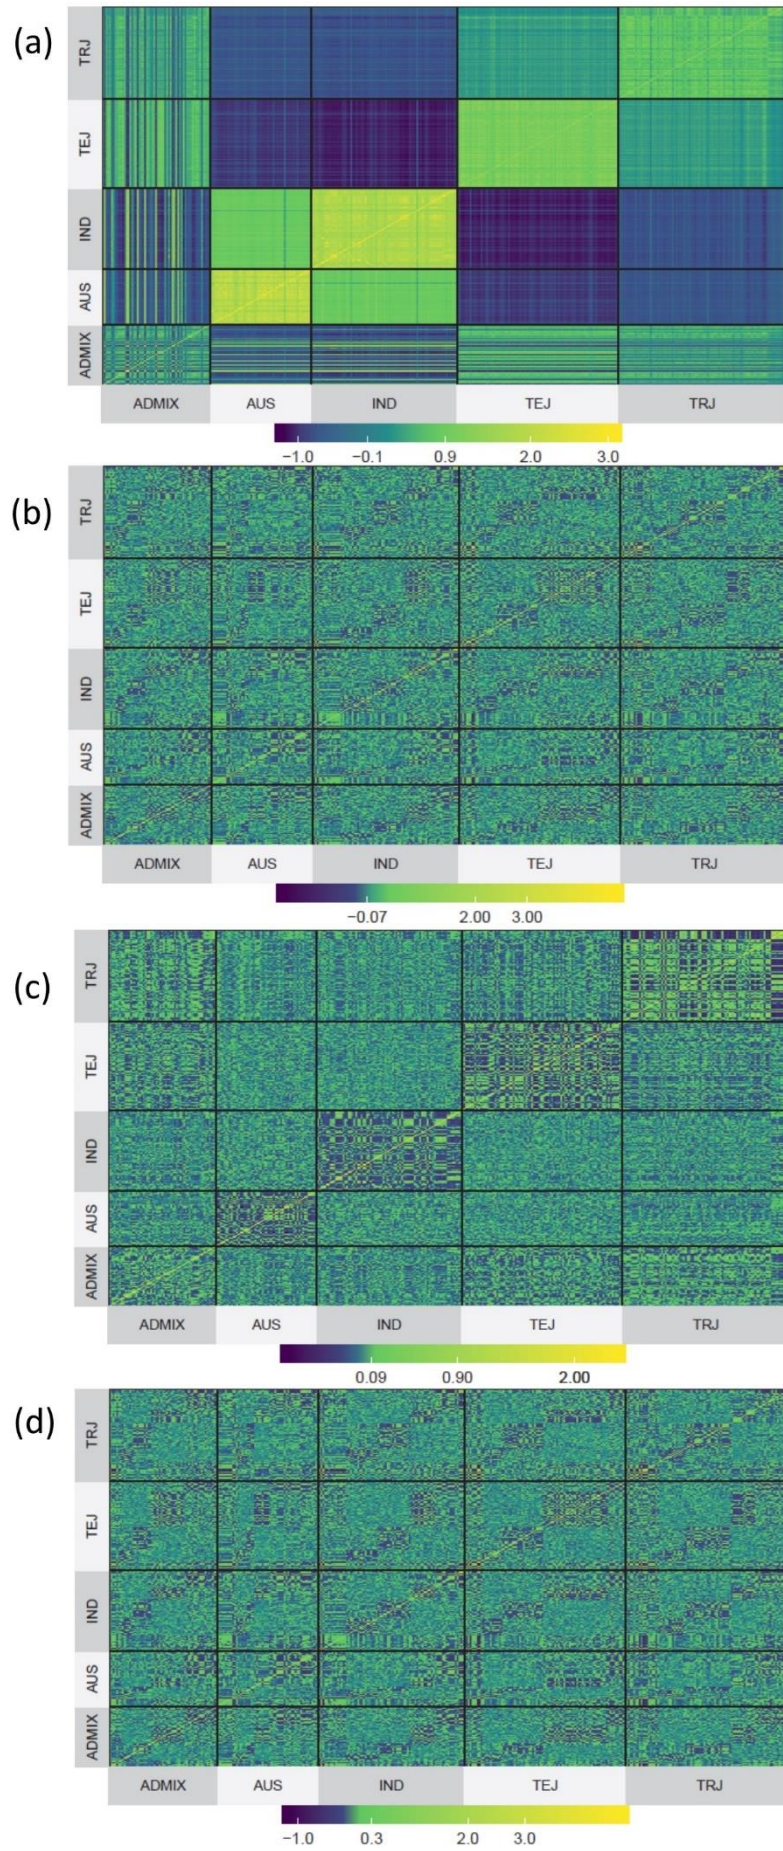 (a)
TRJ
TEJ
IND
AUS
ADMIX
ADMIX AUS IND TEJ TRJ
−1.0 −0.1 0.9 2.0 3.0
(b)
TRJ
TEJ
IND
AUS
ADMIX
ADMIX AUS IND TEJ TRJ
−0.07 2.00 3.00
(c)
TRJ
TEJ
IND
AUS
ADMIX
ADMIX AUS IND TEJ TRJ
0.09 0.90 2.00
(d)
TRJ
TEJ
IND
AUS
ADMIX
ADMIX AUS IND TEJ TRJ
−1.0 0.3 2.0 3.0